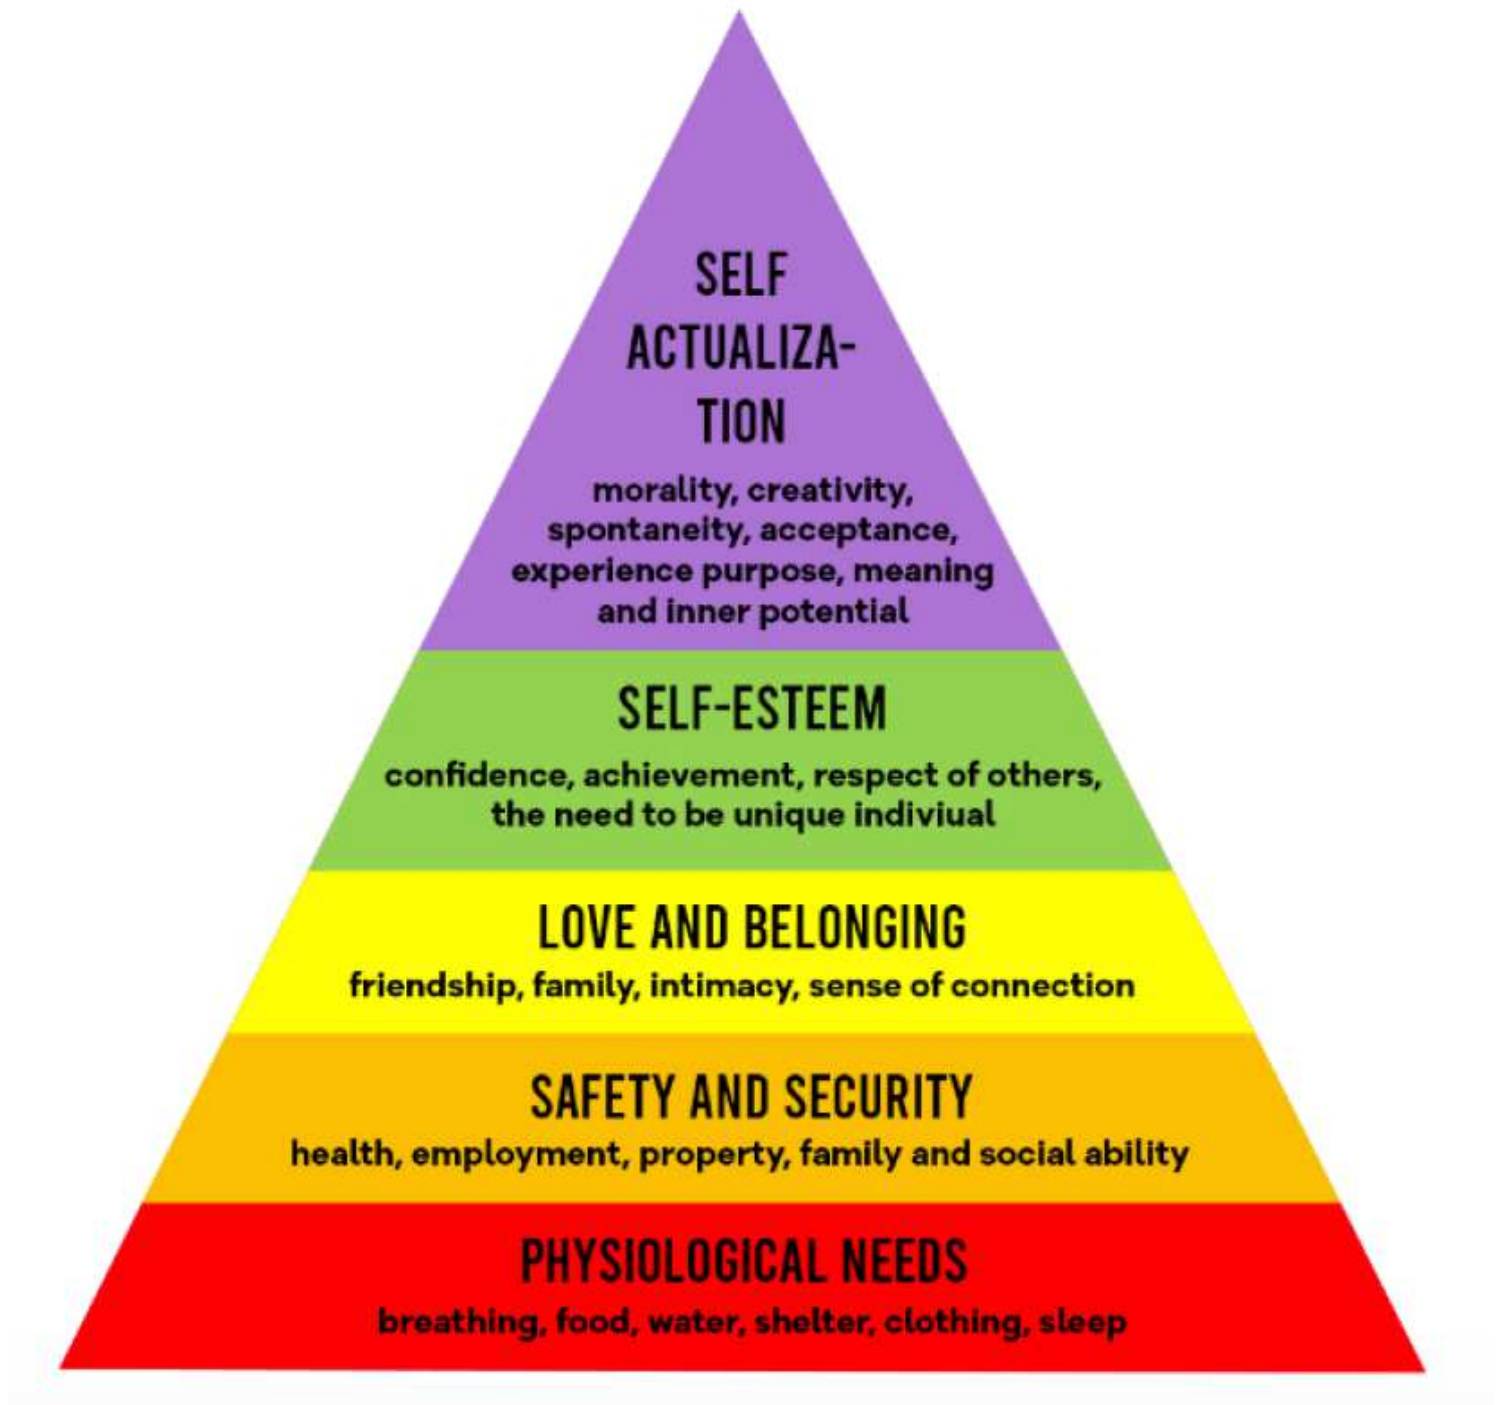 SELF
ACTUALIZA-
TION
morality, creativity,
spontaneity, acceptance,
experience purpose, meaning
and inner potential
SELF-ESTEEM
confidence, achievement, respect of others,
the need to be unique indiviual
LOVE AND BELONGING
friendship, family, intimacy, sense of connection
SAFETY AND SECURITY
health, employment, property, family and social ability
PHYSIOLOGICAL NEEDS
breathing, food, water, shelter, clothing, sleep